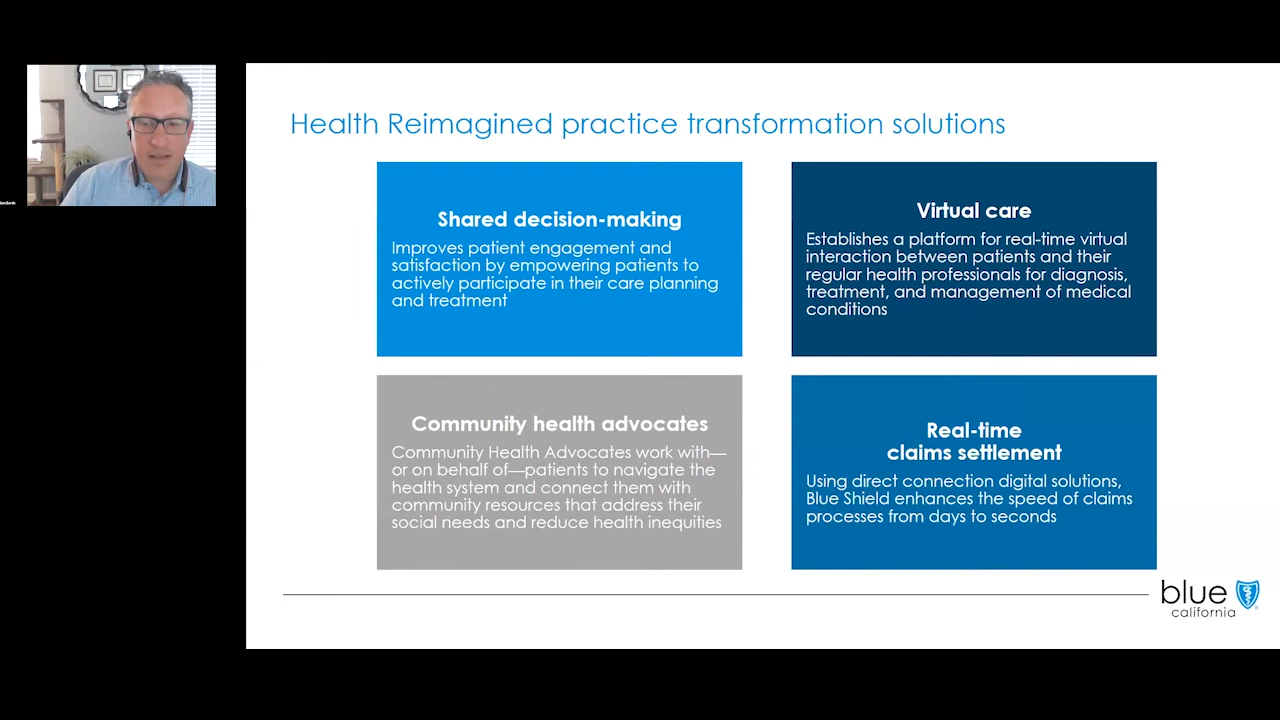 Health Reimagined practice transformation solutions
Shared decision-making
Improves patient engagement and
satisfaction by empowering patients to
actively participate in their care planning
and treatment
Virtual care
Establishes a platform for real-time virtual
interaction between patients and their
regular health professionals for diagnosis,
treatment, and management of medical
conditions
Community health advocates
Community Health Advocates work with—
or on behalf of—patients to navigate the
health system and connect them with
community resources that address their
social needs and reduce health inequities
Real-time
claims settlement
Using direct connection digital solutions,
Blue Shield enhances the speed of claims
processes from days to seconds
blue
california